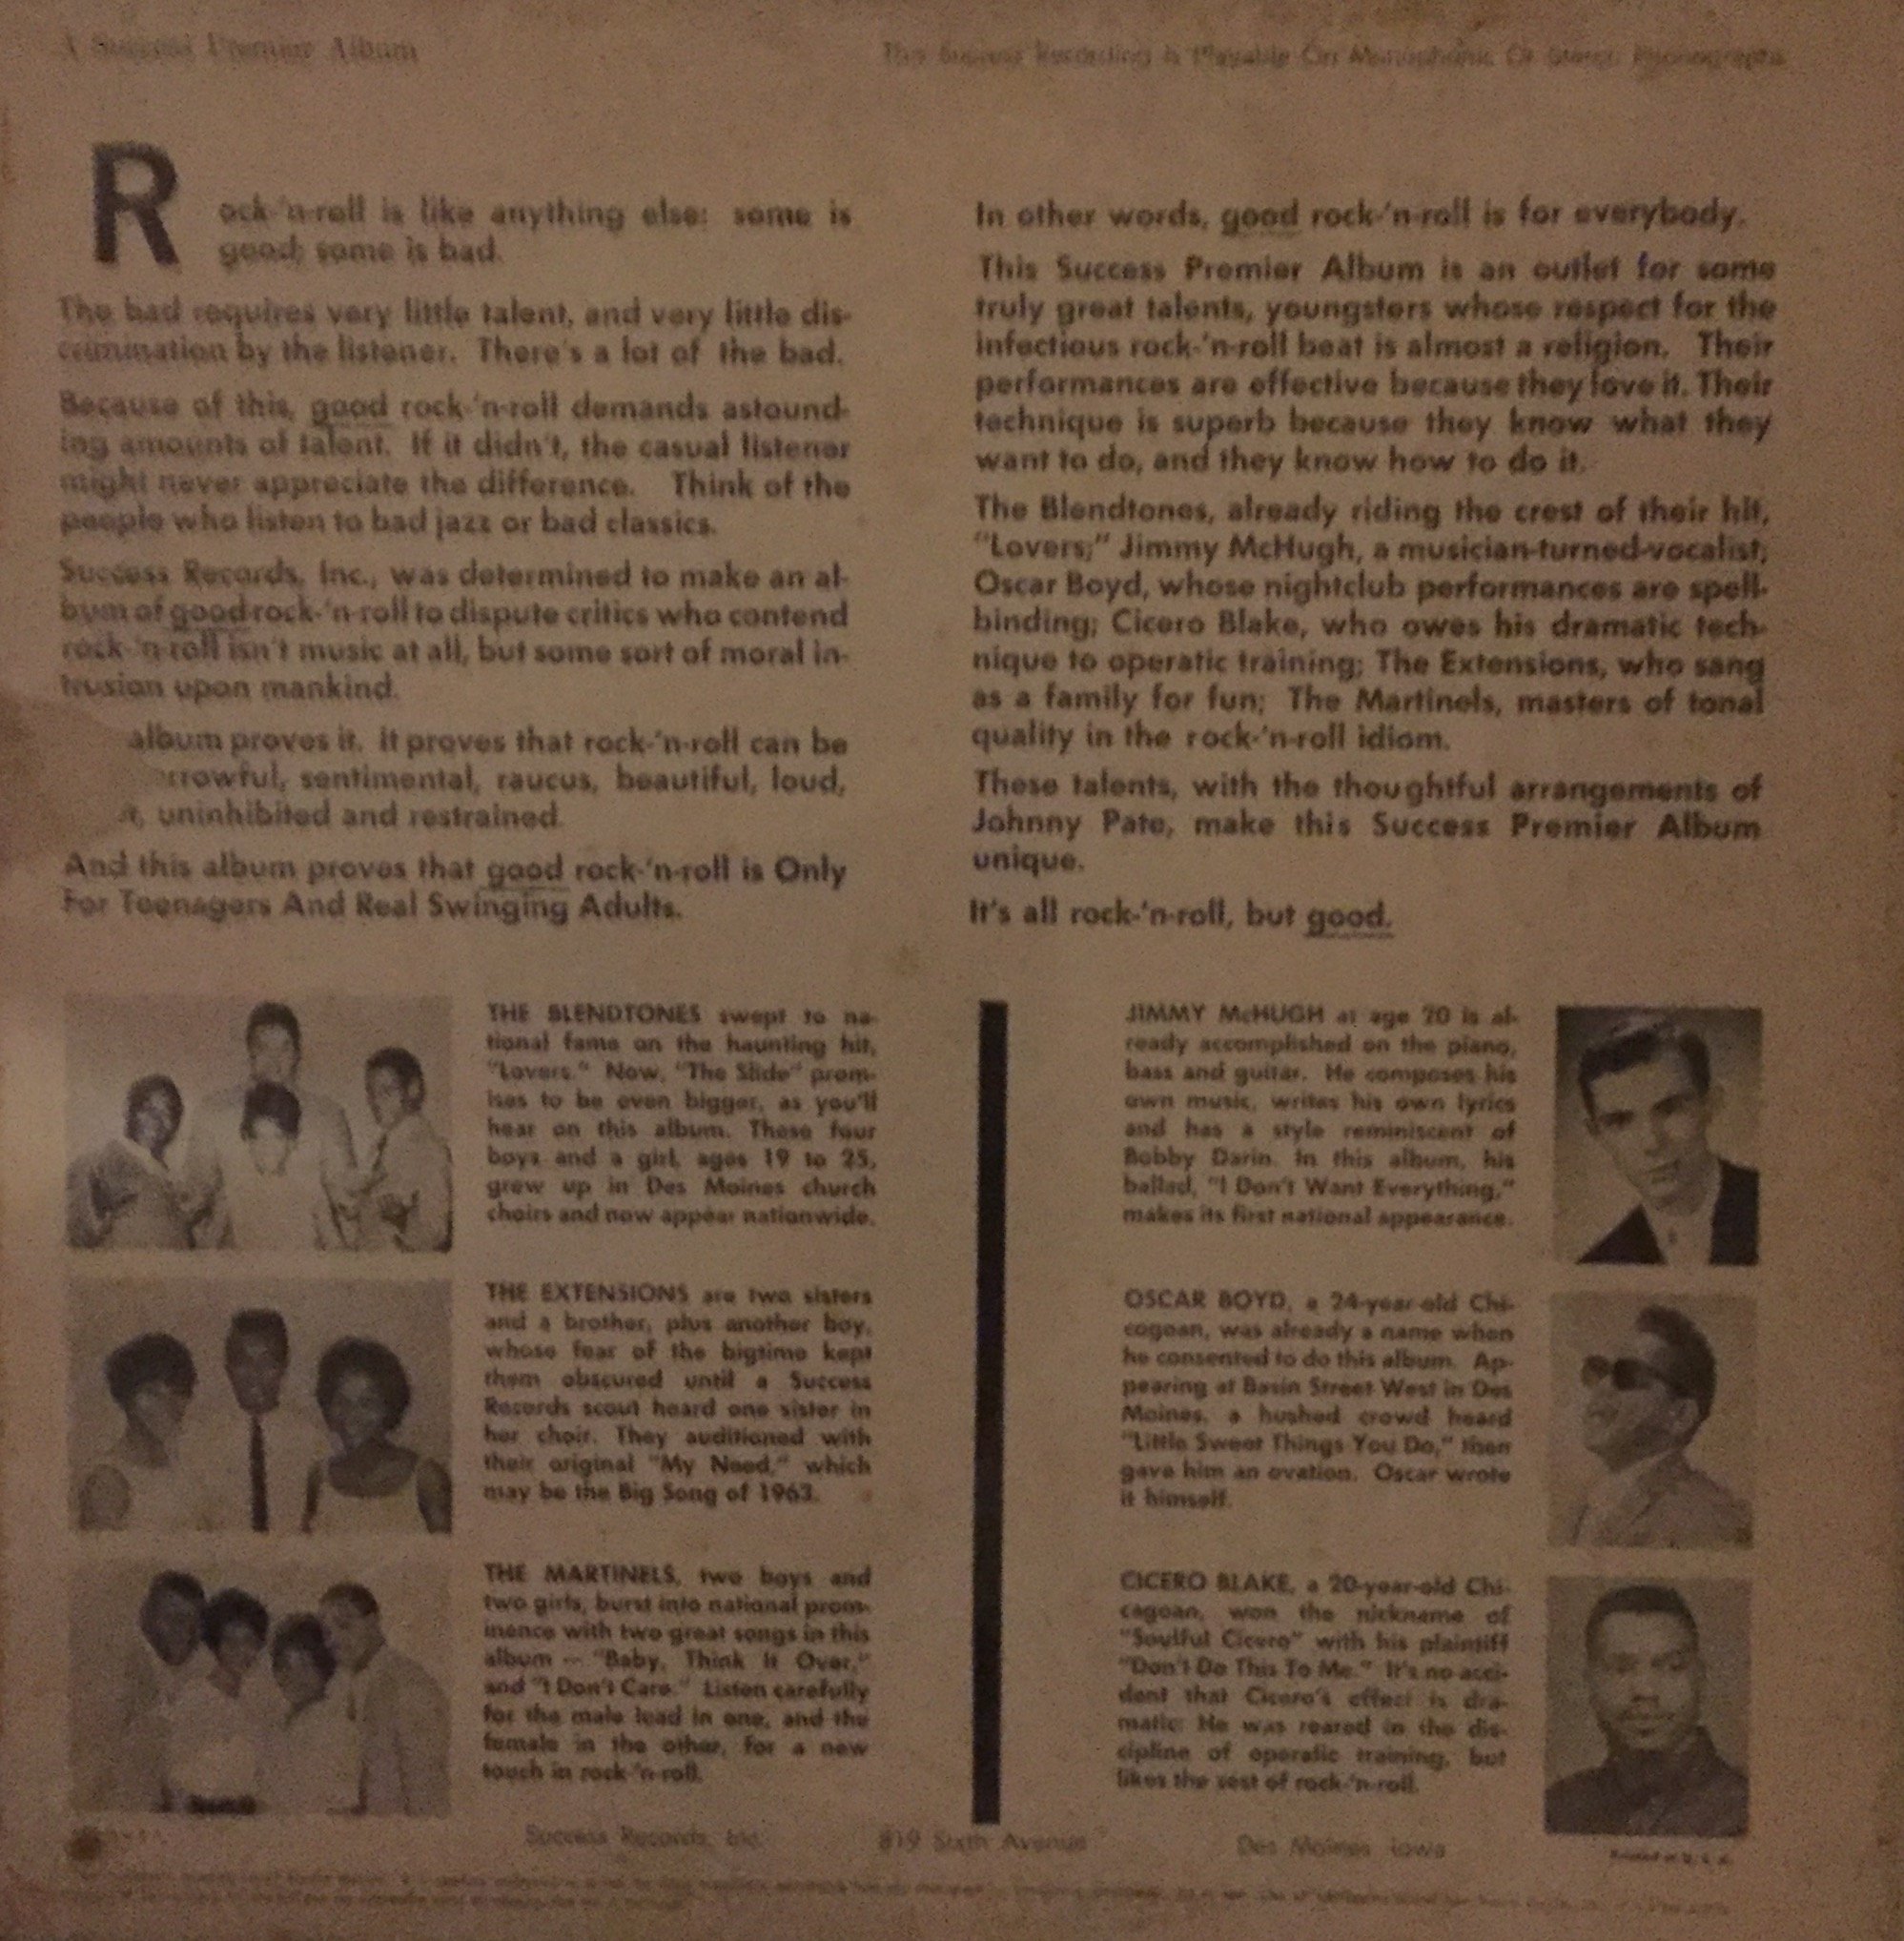 A Success Premier Album
This Success Recording Is Playable On Monophonic Or Stereo Phonographs
Rock-'n-roll is like anything else: some is
good; some is bad.
The bad requires very little talent, and very little dis-
crimination by the listener. There's a lot of the bad.
Because of this, good rock-'n-roll demands astound-
ing amounts of talent. If it didn't, the casual listener
might never appreciate the difference. Think of the
people who listen to bad jazz or bad classics.
Success Records, Inc., was determined to make an al-
bum of good rock-'n-roll to dispute critics who contend
rock-'n-roll isn't music at all, but some sort of moral in-
trusion upon mankind.
album proves it. It proves that rock-'n-roll can be
rrowful, sentimental, raucus, beautiful, loud,
uninhibited and restrained.
And this album proves that good rock-'n-roll is Only
For Teenagers And Real Swinging Adults.
In other words, good rock-'n-roll is for everybody.
This Success Premier Album is an outlet for some
truly great talents, youngsters whose respect for the
infectious rock-'n-roll beat is almost a religion. Their
performances are effective because they love it. Their
technique is superb because they know what they
want to do, and they know how to do it.
The Blendtones, already riding the crest of their hit,
"Lovers;" Jimmy McHugh, a musician-turned-vocalist;
Oscar Boyd, whose nightclub performances are spell-
binding; Cicero Blake, who owes his dramatic tech-
nique to operatic training; The Extensions, who sang
as a family for fun; The Martinels, masters of tonal
quality in the rock-'n-roll idiom.
These talents, with the thoughtful arrangements of
Johnny Pate, make this Success Premier Album
unique.
It's all rock-'n-roll, but good.
THE BLENDTONES swept to na-
tional fame on the haunting hit,
"Lovers." Now, "The Slide" prom-
ises to be even bigger, as you'll
hear on this album. These four
boys and a girl, ages 19 to 25,
grew up in Des Moines church
choirs and now appear nationwide.
THE EXTENSIONS are two sisters
and a brother, plus another boy,
whose fear of the bigtime kept
them obscured until a Success
Records scout heard one sister in
her choir. They auditioned with
their original "My Need," which
may be the Big Song of 1963.
THE MARTINELS, two boys and
two girls, burst into national prom-
inence with two great songs in this
album -- "Baby, Think It Over,"
and "I Don't Care." Listen carefully
for the male lead in one, and the
female in the other, for a new
touch in rock-'n-roll.
JIMMY McHUGH at age 20 is al-
ready accomplished on the piano,
bass and guitar. He composes his
own music, writes his own lyrics
and has a style reminiscent of
Bobby Darin. In this album, his
ballad, "I Don't Want Everything,"
makes its first national appearance.
OSCAR BOYD, a 24-year-old Chi-
cogoan, was already a name when
he consented to do this album. Ap-
pearing at Basin Street West in Des
Moines, a hushed crowd heard
"Little Sweet Things You Do," then
gave him an ovation. Oscar wrote
it himself.
CICERO BLAKE, a 20-year-old Chi-
cagoan, won the nickname of
"Soulful Cicero" with his plaintiff
"Don't Do This To Me." It's no acci-
dent that Cicero's effect is dra-
matic: He was reared in the dis-
cipline of operatic training, but
likes the zest of rock-'n-roll.
Success Records, Inc. 819 Sixth Avenue Des Moines, Iowa
Printed in U.S.A.